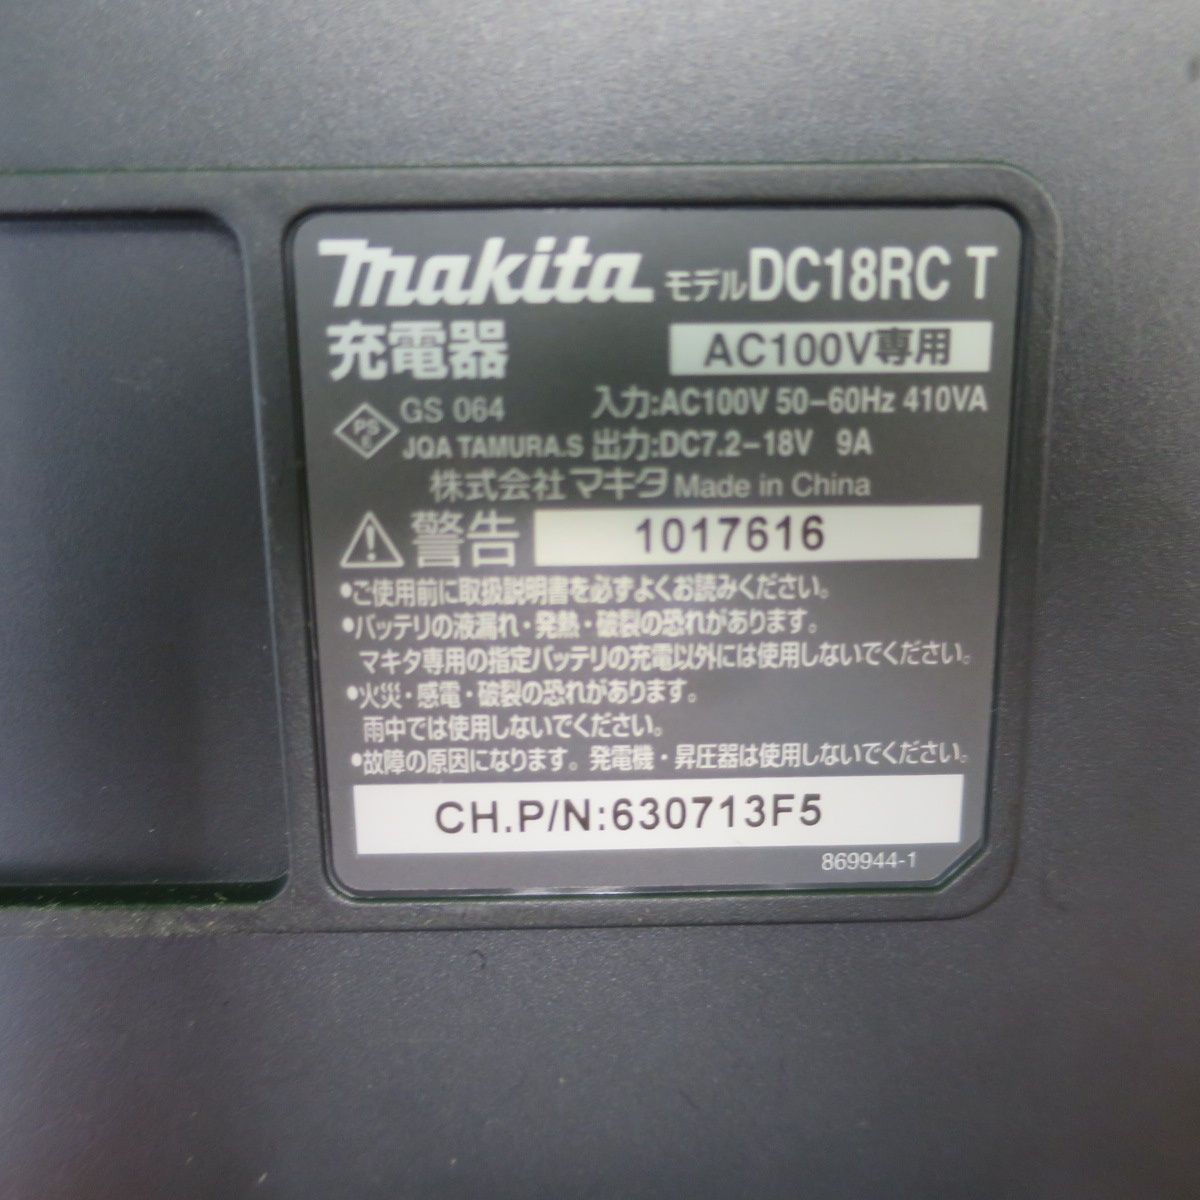 makita モデル DC18RC T
充電器 AC100V専用
PS E GS 064 入力:AC100V 50-60Hz 410VA
JQA TAMURA.S 出力:DC7.2-18V 9A
株式会社マキタ Made in China
警告 1017616
•ご使用前に取扱説明書を必ずよくお読みください。
•バッテリの液漏れ・発熱・破裂の恐れがあります。
マキタ専用の指定バッテリの充電以外には使用しないでください。
•火災・感電・破裂の恐れがあります。
雨中では使用しないでください。
•故障の原因になります。発電機・昇圧器は使用しないでください。
CH.P/N:630713F5
869944-1